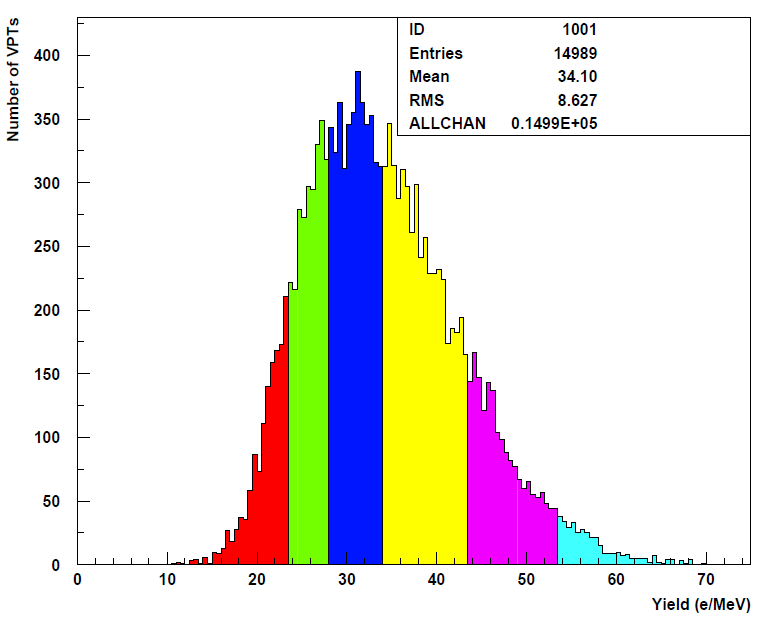 Number of VPTs
ID 1001
Entries 14989
Mean 34.10
RMS 8.627
ALLCHAN 0.1499E+05
400
350
300
250
200
150
100
50
0
0 10 20 30 40 50 60 70
Yield (e/MeV)